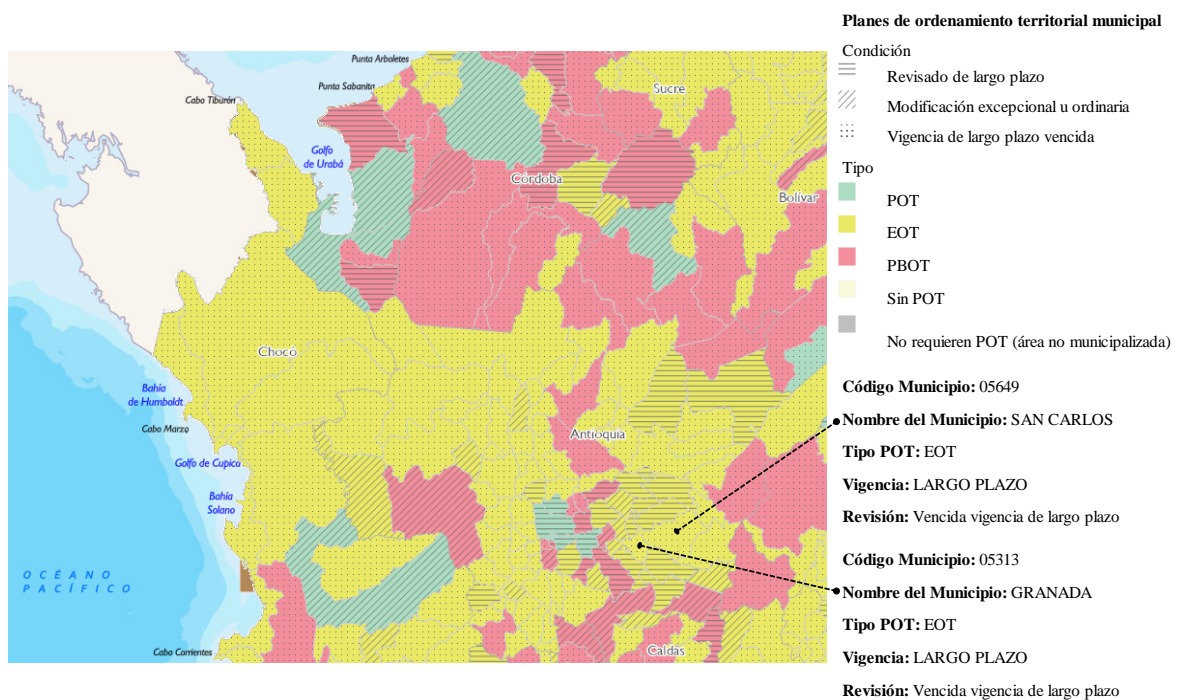 Planes de ordenamiento territorial municipal
Condición
Revisado de largo plazo
Modificación excepcional u ordinaria
Vigencia de largo plazo vencida
Tipo
POT
EOT
PBOT
Sin POT
No requieren POT (área no municipalizada)
Código Municipio: 05649
Nombre del Municipio: SAN CARLOS
Tipo POT: EOT
Vigencia: LARGO PLAZO
Revisión: Vencida vigencia de largo plazo
Código Municipio: 05313
Nombre del Municipio: GRANADA
Tipo POT: EOT
Vigencia: LARGO PLAZO
Revisión: Vencida vigencia de largo plazo
Punta Arboletes
Punta Sabanita
Cabo Tiburón
Sucre
Golfo
de Urabá
Córdoba
Bolívar
Chocó
Bahía
de Humboldt
Cabo Marzo
Antioquia
Golfo de Cupica
Bahía
Solano
OCÉANO
PACÍFICO
Cabo Corrientes
Caldas